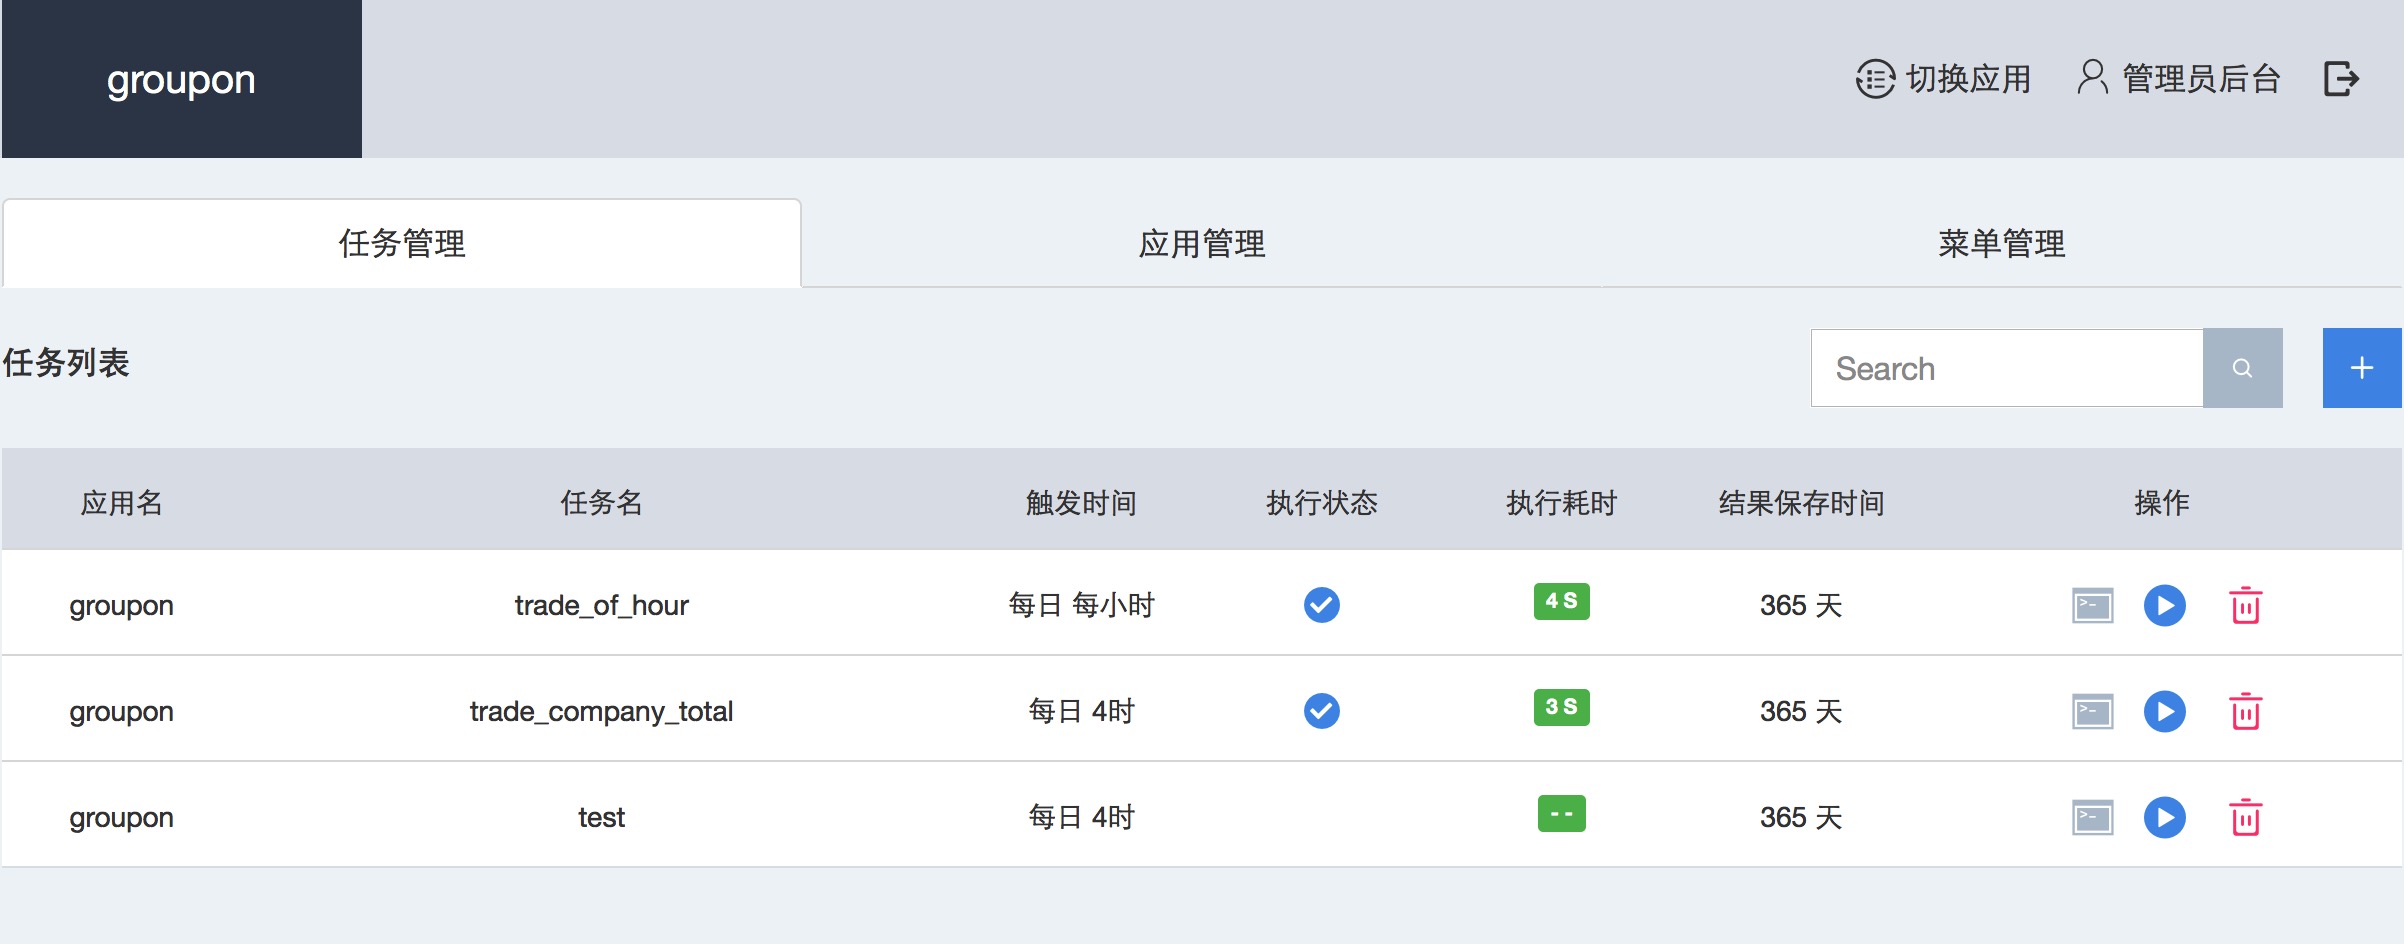 groupon
切换应用 管理员后台
任务管理 应用管理 菜单管理
任务列表 Search
应用名 任务名 触发时间 执行状态 执行耗时 结果保存时间 操作
groupon trade_of_hour 每日 每小时 4 S 365 天
groupon trade_company_total 每日 4时 3 S 365 天
groupon test 每日 4时 - - 365 天